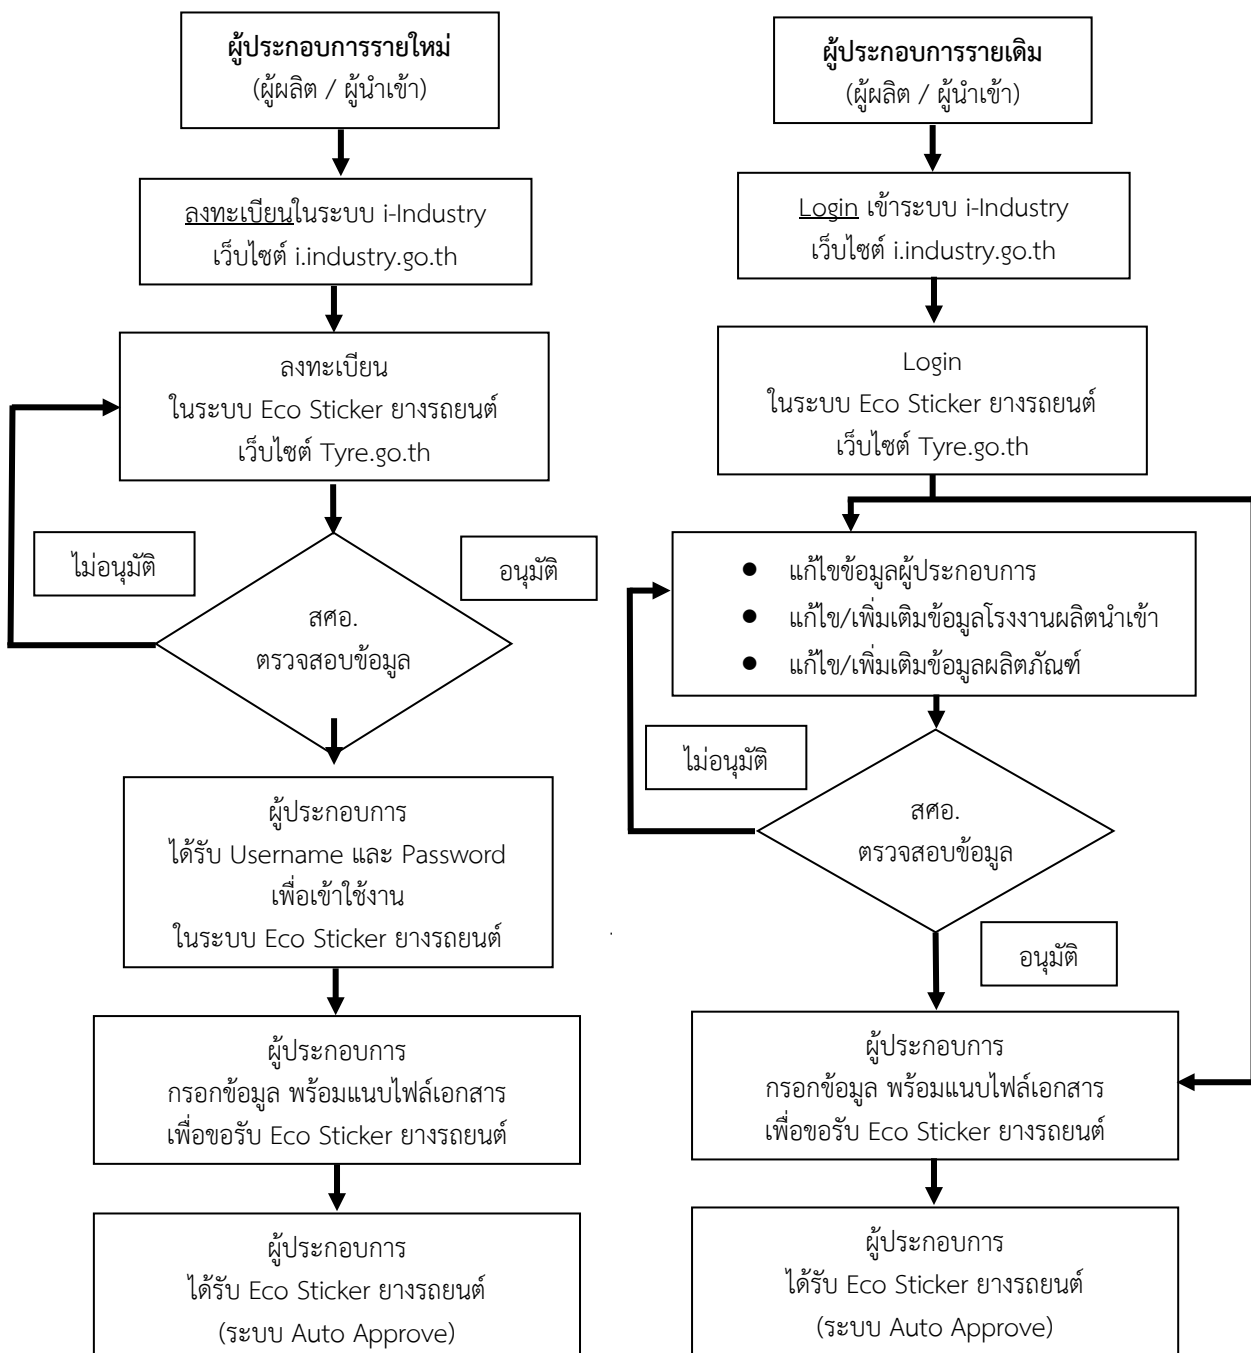 ผู้ประกอบการรายใหม่
(ผู้ผลิต / ผู้นำเข้า)
ลงทะเบียนในระบบ i-Industry
เว็บไซต์ i.industry.go.th
ลงทะเบียน
ในระบบ Eco Sticker ยางรถยนต์
เว็บไซต์ Tyre.go.th
ไม่อนุมัติ
อนุมัติ
สศอ.
ตรวจสอบข้อมูล
ผู้ประกอบการ
ได้รับ Username และ Password
เพื่อเข้าใช้งาน
ในระบบ Eco Sticker ยางรถยนต์
ผู้ประกอบการ
กรอกข้อมูล พร้อมแนบไฟล์เอกสาร
เพื่อขอรับ Eco Sticker ยางรถยนต์
ผู้ประกอบการ
ได้รับ Eco Sticker ยางรถยนต์
(ระบบ Auto Approve)
ผู้ประกอบการรายเดิม
(ผู้ผลิต / ผู้นำเข้า)
Login เข้าระบบ i-Industry
เว็บไซต์ i.industry.go.th
Login
ในระบบ Eco Sticker ยางรถยนต์
เว็บไซต์ Tyre.go.th
● แก้ไขข้อมูลผู้ประกอบการ
● แก้ไข/เพิ่มเติมข้อมูลโรงงานผลิตนำเข้า
● แก้ไข/เพิ่มเติมข้อมูลผลิตภัณฑ์
ไม่อนุมัติ
สศอ.
ตรวจสอบข้อมูล
อนุมัติ
ผู้ประกอบการ
กรอกข้อมูล พร้อมแนบไฟล์เอกสาร
เพื่อขอรับ Eco Sticker ยางรถยนต์
ผู้ประกอบการ
ได้รับ Eco Sticker ยางรถยนต์
(ระบบ Auto Approve)